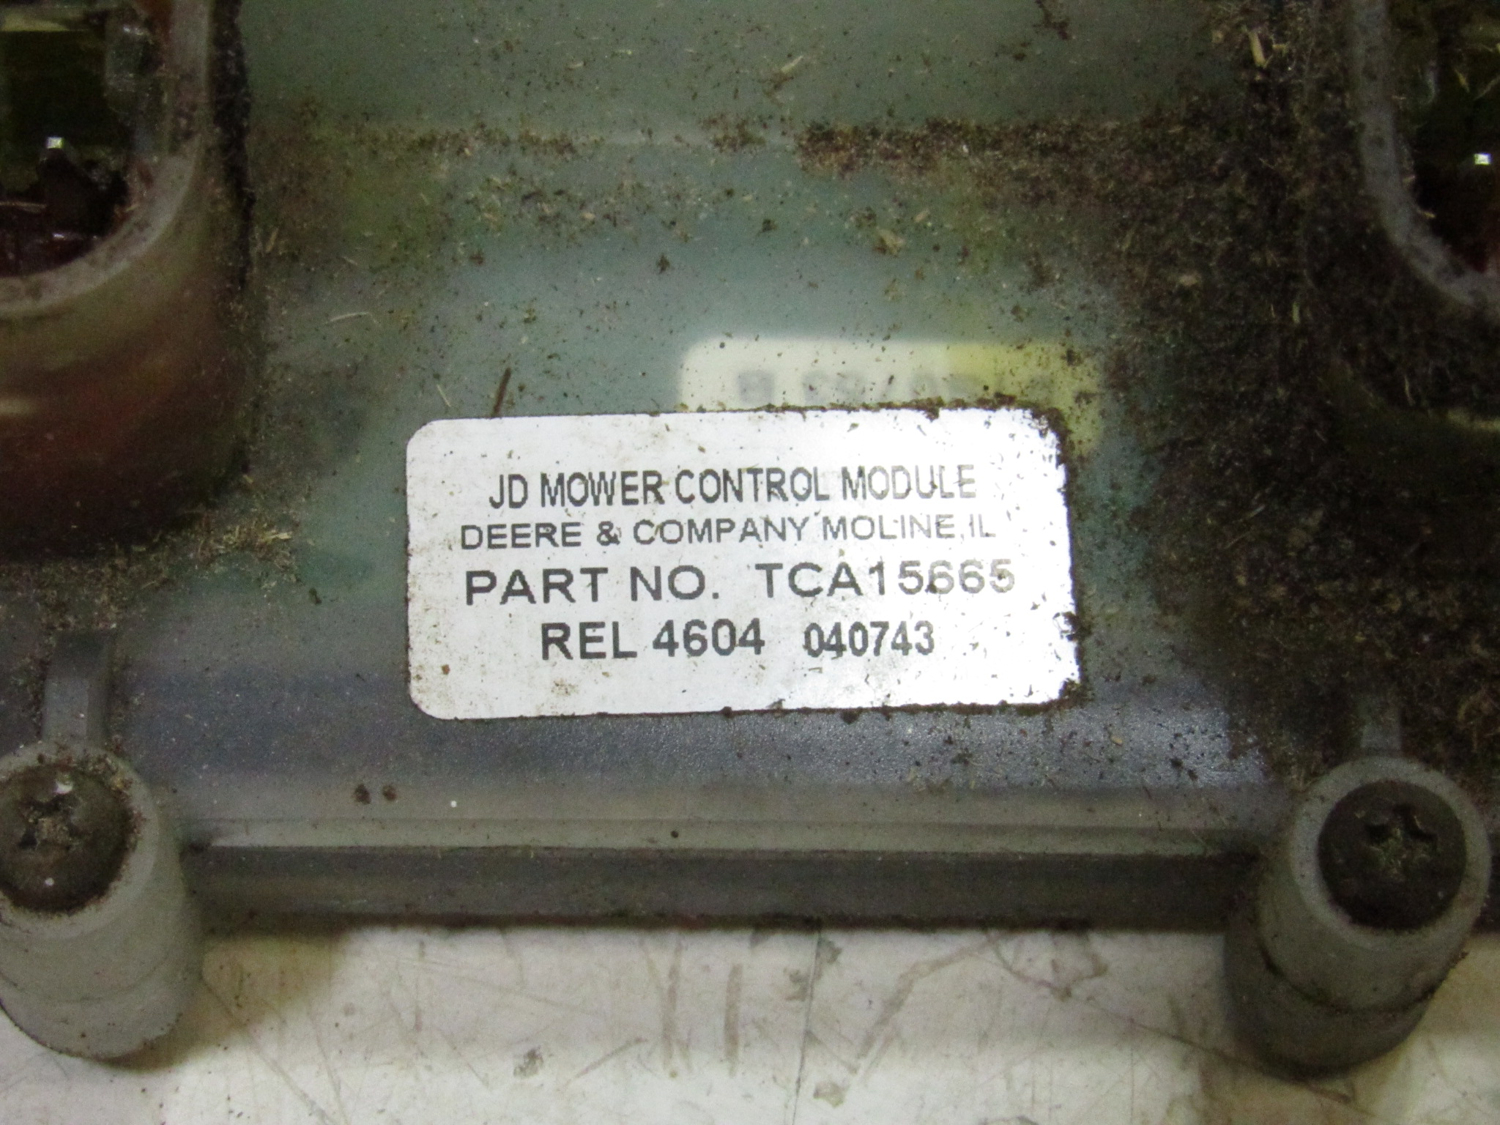 JD MOWER CONTROL MODULE
DEERE & COMPANY MOLINE, IL
PART NO. TCA15665
REL 4604 040743